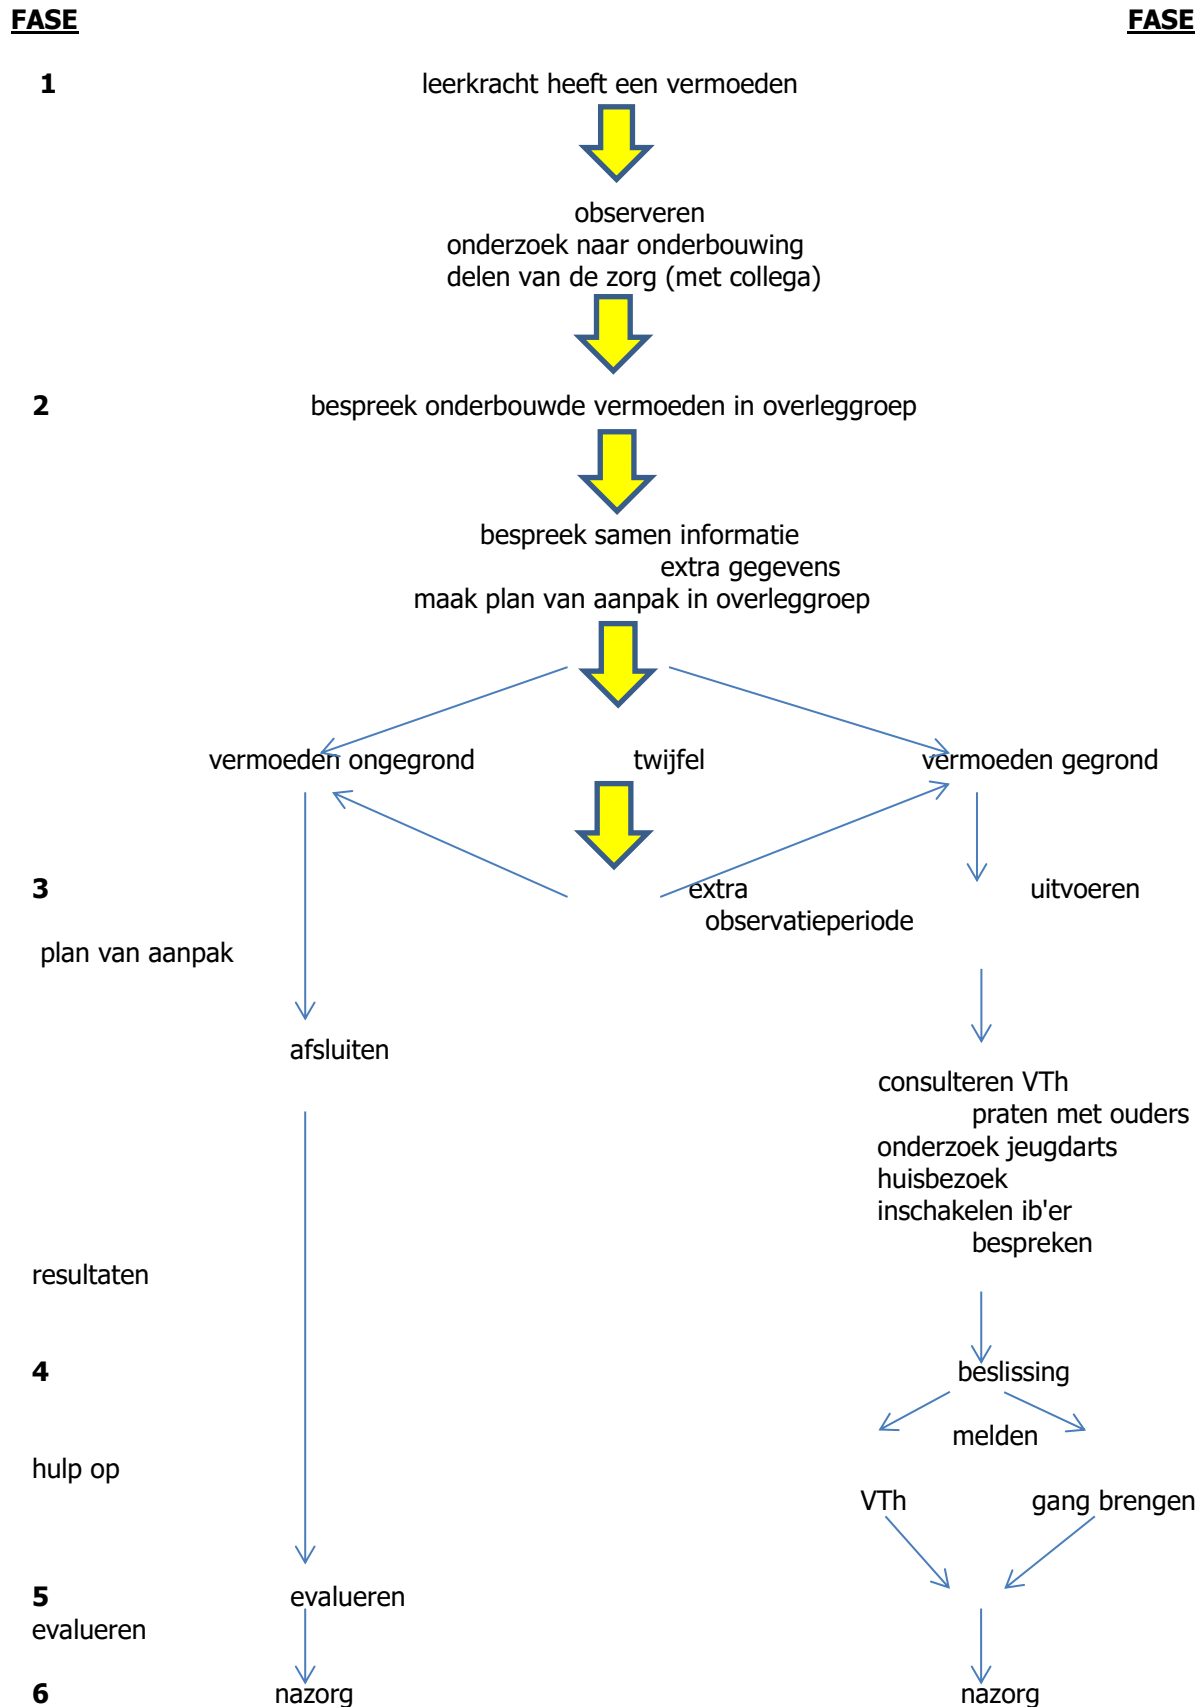 FASE FASE
1 leerkracht heeft een vermoeden
observeren
onderzoek naar onderbouwing
delen van de zorg (met collega)
2 bespreek onderbouwde vermoeden in overleggroep
bespreek samen informatie
extra gegevens
maak plan van aanpak in overleggroep
vermoeden ongegrond twijfel vermoeden gegrond
3 extra uitvoeren
observatieperiode
plan van aanpak
afsluiten
consulteren VTh
praten met ouders
onderzoek jeugdarts
huisbezoek
inschakelen ib'er
bespreken
resultaten
4 beslissing
melden
hulp op
VTh gang brengen
5 evalueren
evalueren
6 nazorg nazorg